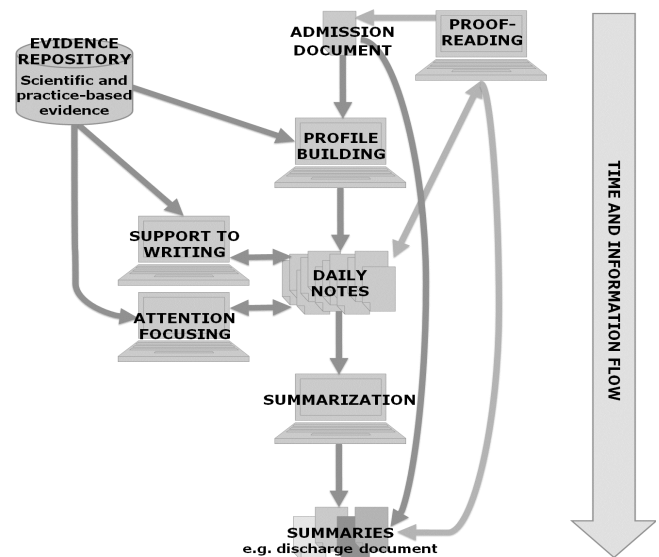 ADMISSION
DOCUMENT
PROOF-
READING
EVIDENCE
REPOSITORY
Scientific and
practice-based
evidence
PROFILE
BUILDING
SUPPORT TO
WRITING
DAILY
NOTES
ATTENTION
FOCUSING
SUMMARIZATION
SUMMARIES
e.g. discharge document
TIME AND INFORMATION FLOW